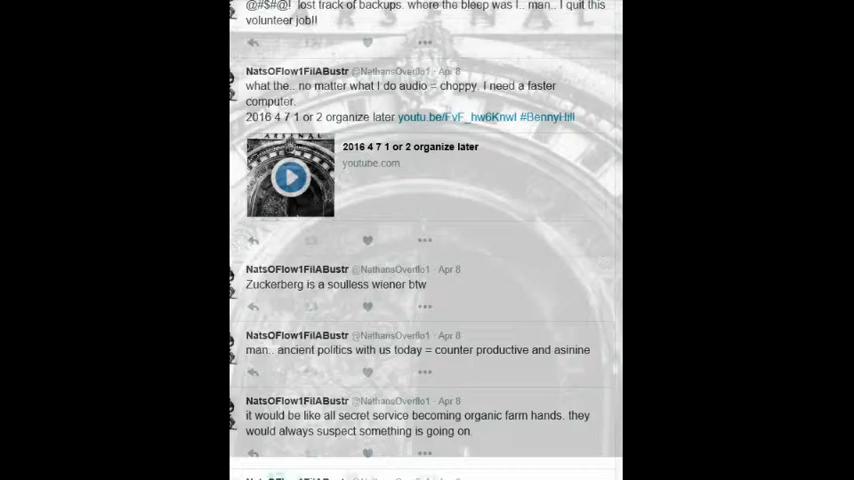 @#$#@! lost track of backups. where the bleep was I.. man.. I quit this
volunteer job!!
NatsOFlow1FilABustr @NathansOverflo1 · Apr 8
what the.. no matter what I do audio = choppy. I need a faster
computer.
2016 4 7 1 or 2 organize later youtu.be/FvF_hw6KnwI #BennyHill
ARSENAL
2016 4 7 1 or 2 organize later
youtube.com
NatsOFlow1FilABustr @NathansOverflo1 · Apr 8
Zuckerberg is a soulless wiener btw
NatsOFlow1FilABustr @NathansOverflo1 · Apr 8
man.. ancient politics with us today = counter productive and asinine
NatsOFlow1FilABustr @NathansOverflo1 · Apr 8
it would be like all secret service becoming organic farm hands. they
would always suspect something is going on.